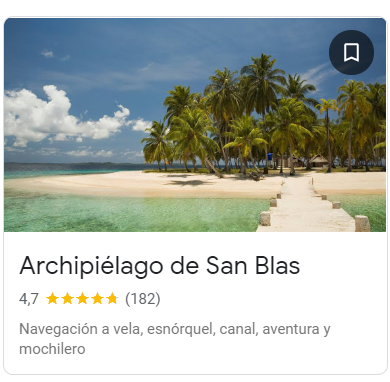 Archipiélago de San Blas
4,7 (182)
Navegación a vela, esnórquel, canal, aventura y
mochilero